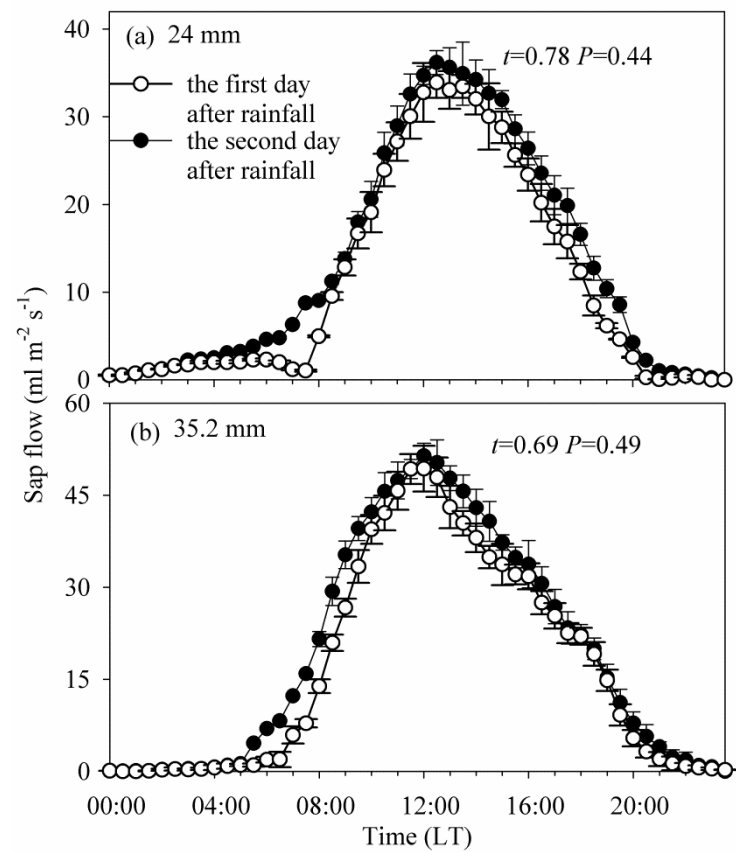 40
(a) 24 mm
t=0.78 P=0.44
the first day
after rainfall
30
the second day
after rainfall
20
10
0
Sap flow (ml m⁻² s⁻¹)
60
(b) 35.2 mm
t=0.69 P=0.49
45
30
15
0
00:00 04:00 08:00 12:00 16:00 20:00
Time (LT)